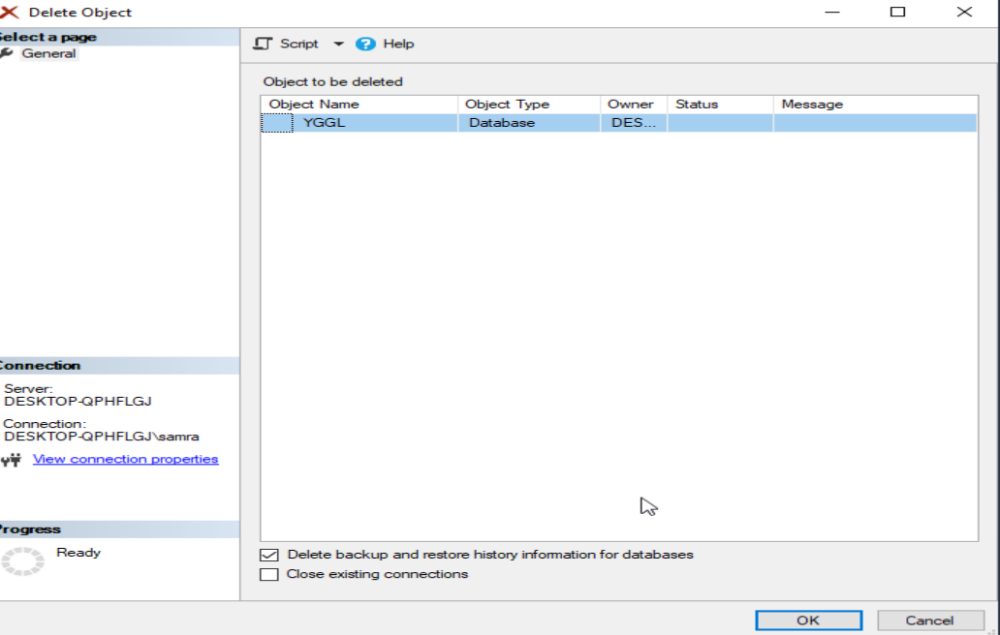 Delete Object
Select a page
General
Script Help
Object to be deleted
Object Name Object Type Owner Status Message
YGGL Database DES...
Connection
Server:
DESKTOP-QPHFLGJ
Connection:
DESKTOP-QPHFLGJ\samra
View connection properties
Progress
Ready
Delete backup and restore history information for databases
Close existing connections
OK Cancel